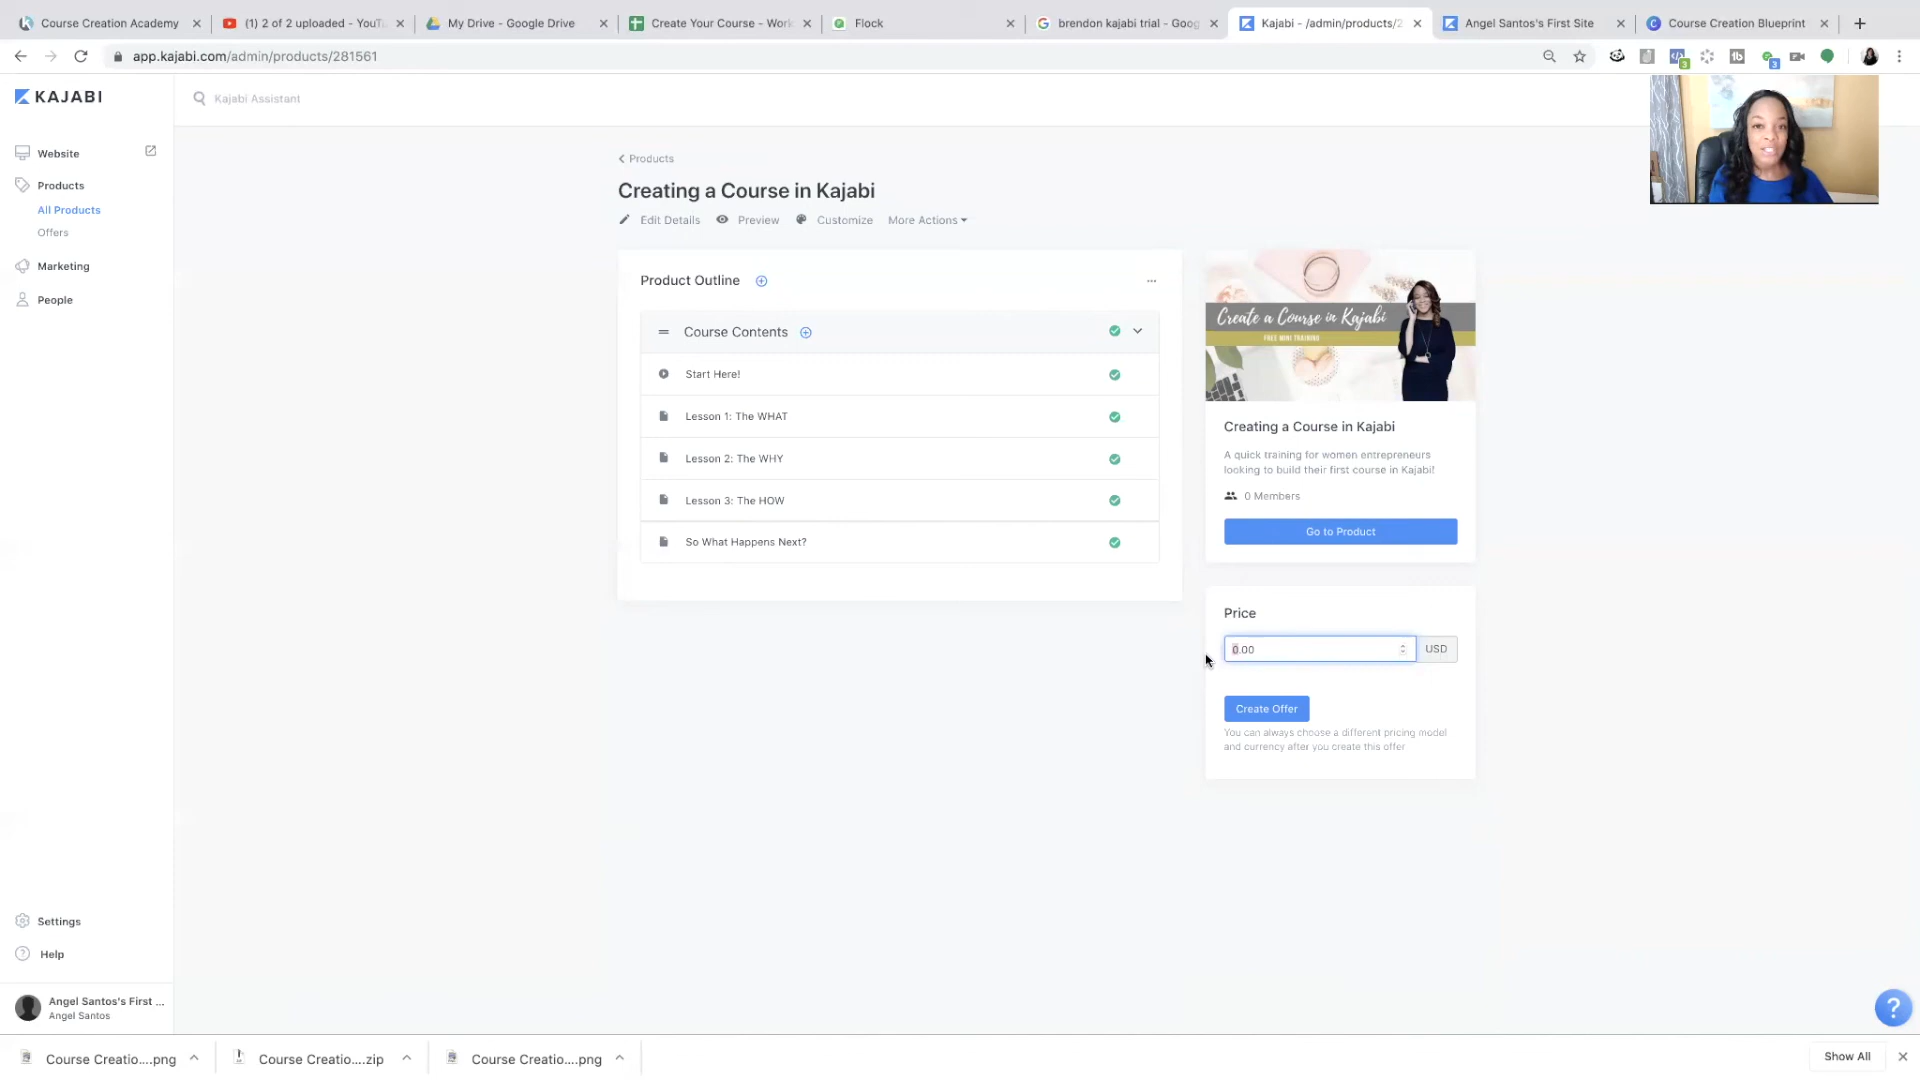 Course Creation Academy
(1) 2 of 2 uploaded - YouTu
My Drive - Google Drive
Create Your Course - Work
Flock
brendon kajabi trial - Goog
Kajabi - /admin/products/2
Angel Santos's First Site
Course Creation Blueprint
app.kajabi.com/admin/products/281561
KAJABI
Kajabi Assistant
Website
Products
All Products
Offers
Marketing
People
Settings
Help
Angel Santos's First ...
Angel Santos
Products
Creating a Course in Kajabi
Edit Details
Preview
Customize
More Actions
Product Outline
Course Contents
Start Here!
Lesson 1: The WHAT
Lesson 2: The WHY
Lesson 3: The HOW
So What Happens Next?
Create a Course in Kajabi
FREE MINI TRAINING
Creating a Course in Kajabi
A quick training for women entrepreneurs
looking to build their first course in Kajabi!
0 Members
Go to Product
Price
0.00
USD
Create Offer
You can always choose a different pricing model
and currency after you create this offer
?
Course Creatio....png
Course Creatio....zip
Course Creatio....png
Show All